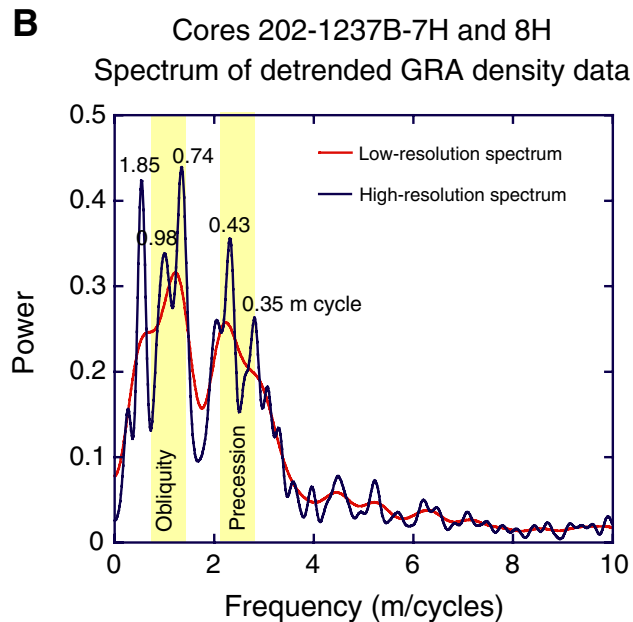 B
Cores 202-1237B-7H and 8H
Spectrum of detrended GRA density data
0.5
0.4
0.3
0.2
0.1
0
Power
1.85
0.74
0.98
0.43
0.35 m cycle
Low-resolution spectrum
High-resolution spectrum
Obliquity
Precession
0
2
4
6
8
10
Frequency (m/cycles)